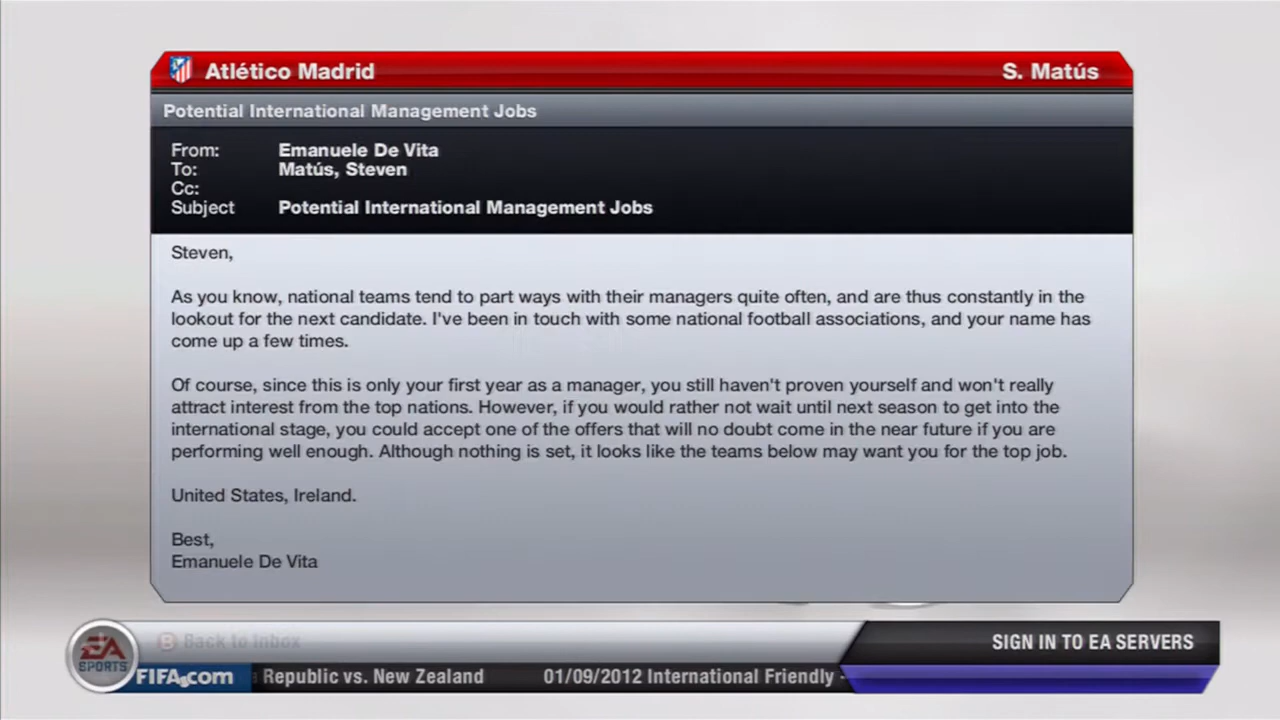 Atlético Madrid
S. Matús
Potential International Management Jobs
From: Emanuele De Vita
To: Matús, Steven
Cc:
Subject Potential International Management Jobs
Steven,
As you know, national teams tend to part ways with their managers quite often, and are thus constantly in the
lookout for the next candidate. I've been in touch with some national football associations, and your name has
come up a few times.
Of course, since this is only your first year as a manager, you still haven't proven yourself and won't really
attract interest from the top nations. However, if you would rather not wait until next season to get into the
international stage, you could accept one of the offers that will no doubt come in the near future if you are
performing well enough. Although nothing is set, it looks like the teams below may want you for the top job.
United States, Ireland.
Best,
Emanuele De Vita
B Back to Inbox
SIGN IN TO EA SERVERS
EA SPORTS
FIFA.com
Republic vs. New Zealand 01/09/2012 International Friendly -